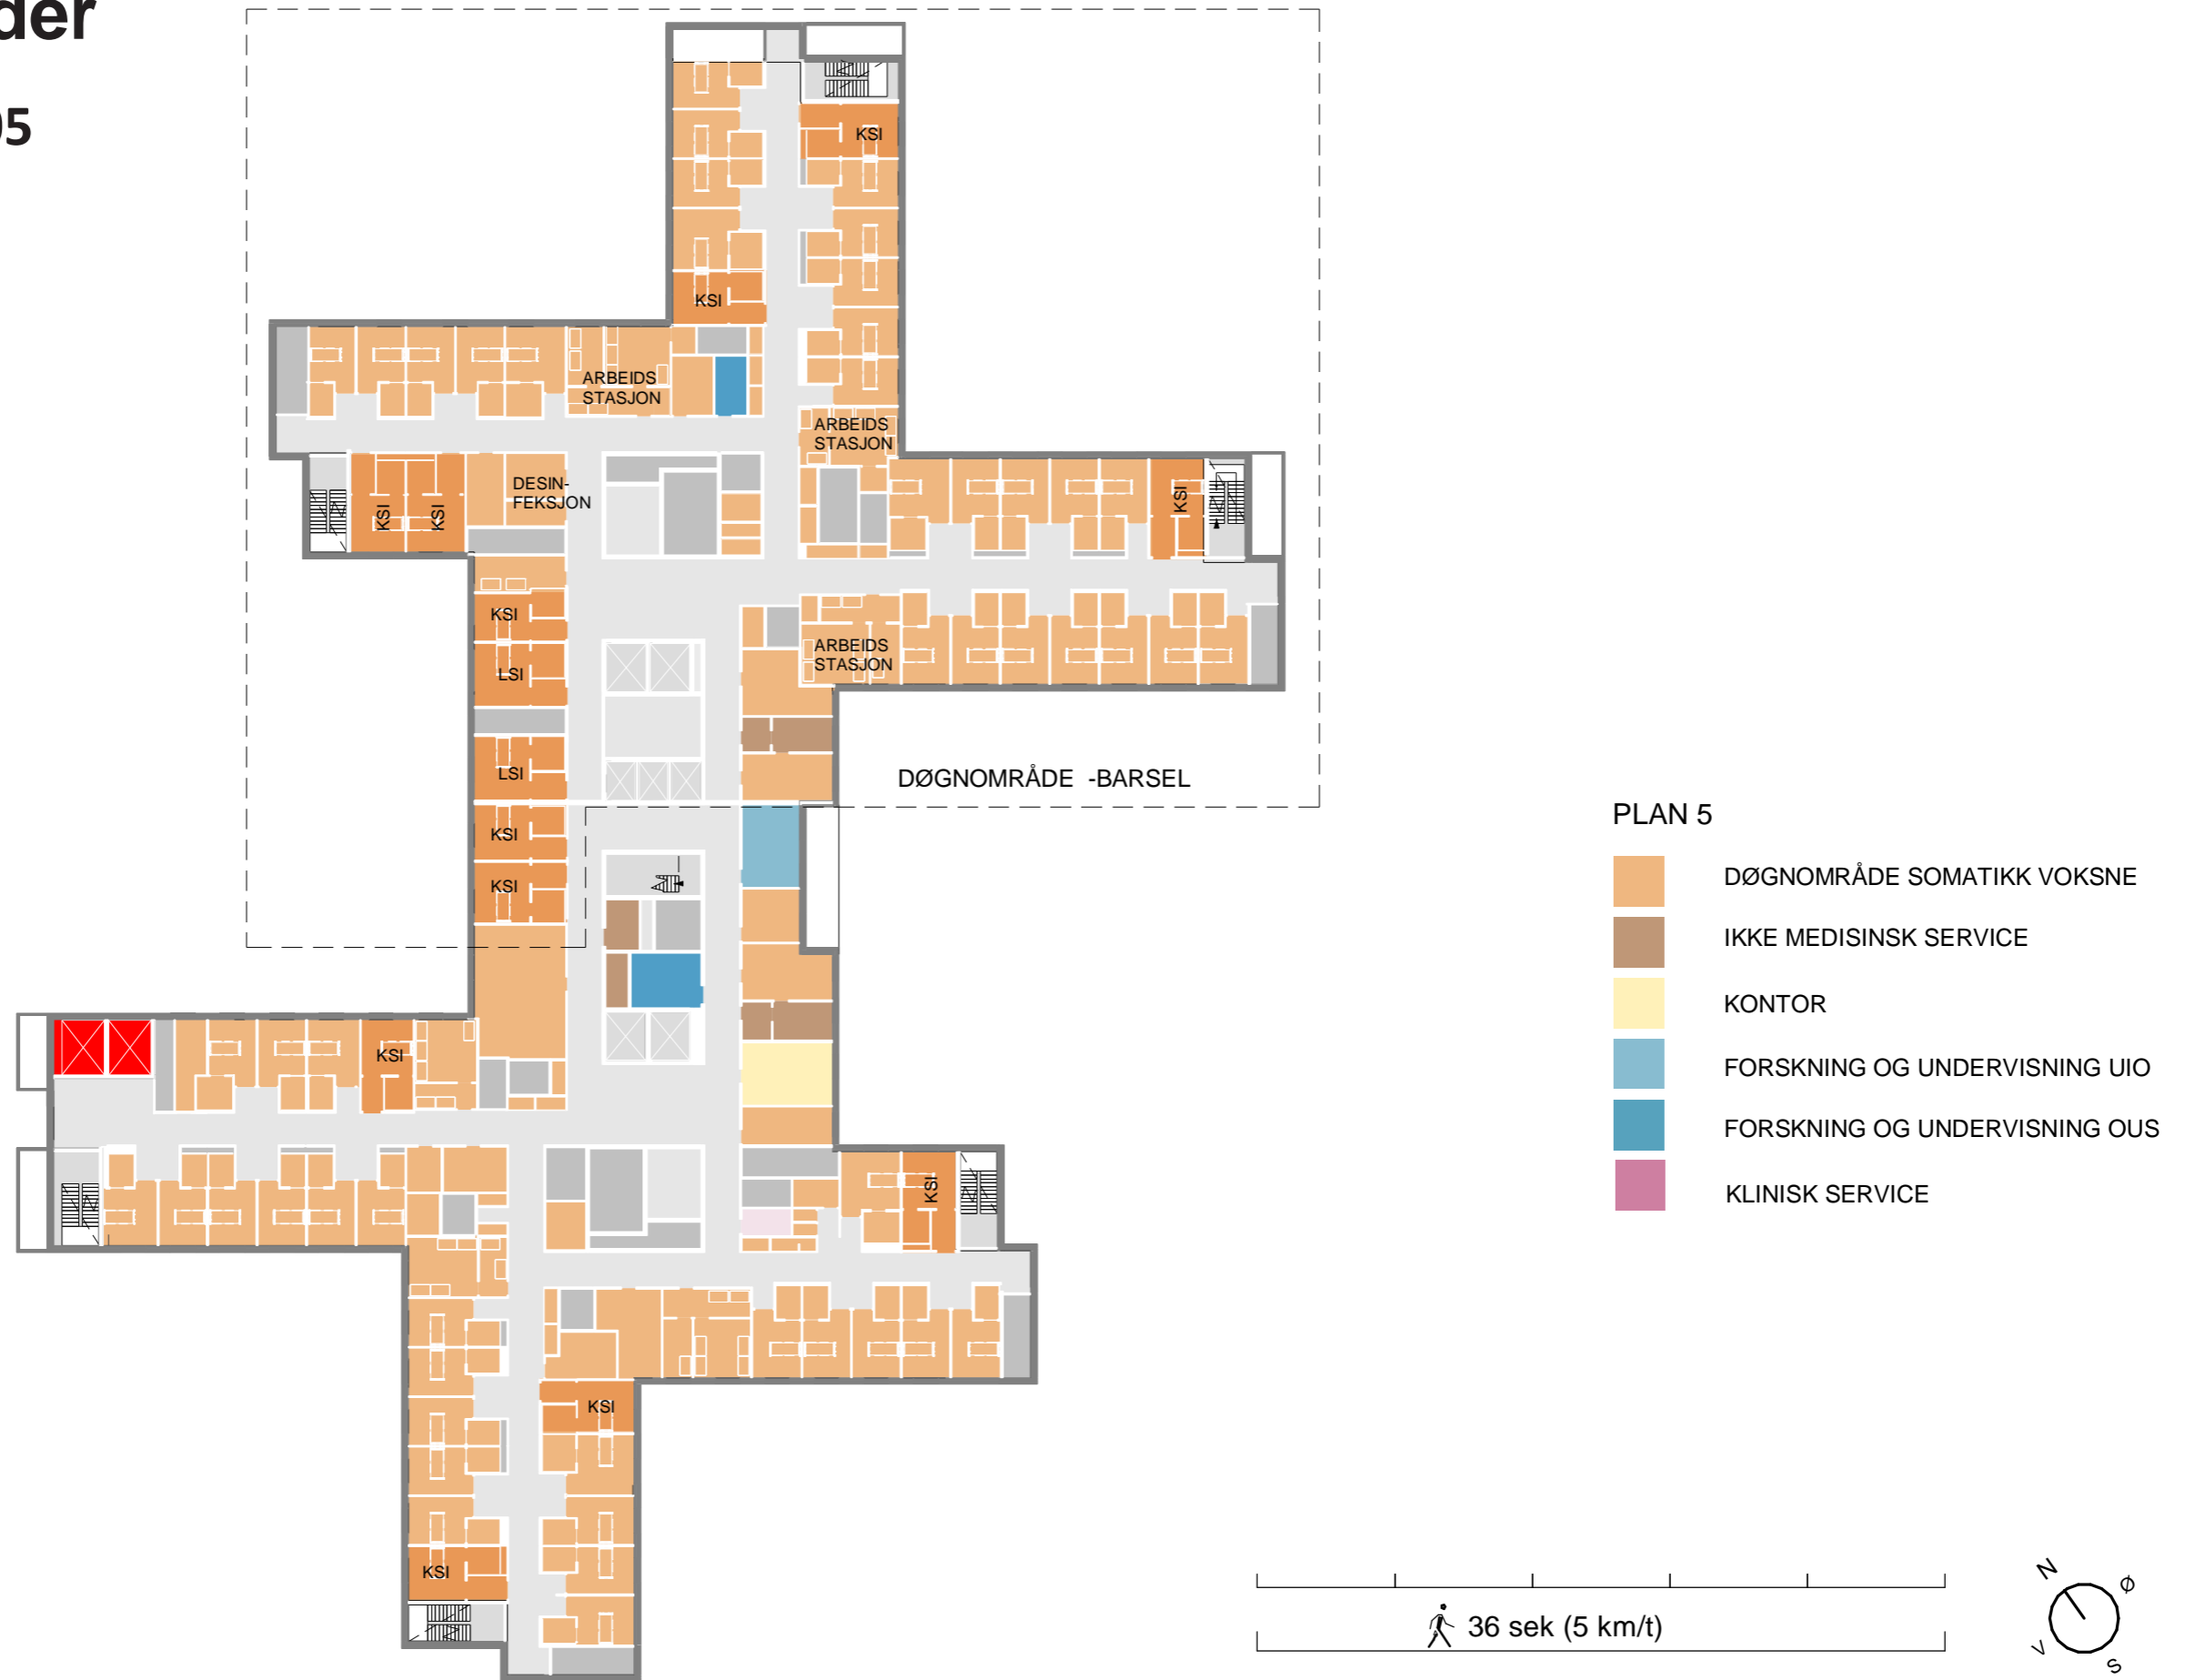 der
05
KSI
KSI
ARBEIDS
STASJON
ARBEIDS
STASJON
DESIN-
FEKSJON
KSI
KSI
KSI
KSI
LSI
ARBEIDS
STASJON
LSI
DØGNOMRÅDE -BARSEL
KSI
KSI
KSI
KSI
KSI
KSI
PLAN 5
DØGNOMRÅDE SOMATIKK VOKSNE
IKKE MEDISINSK SERVICE
KONTOR
FORSKNING OG UNDERVISNING UIO
FORSKNING OG UNDERVISNING OUS
KLINISK SERVICE
36 sek (5 km/t)
N
Ø
V
S